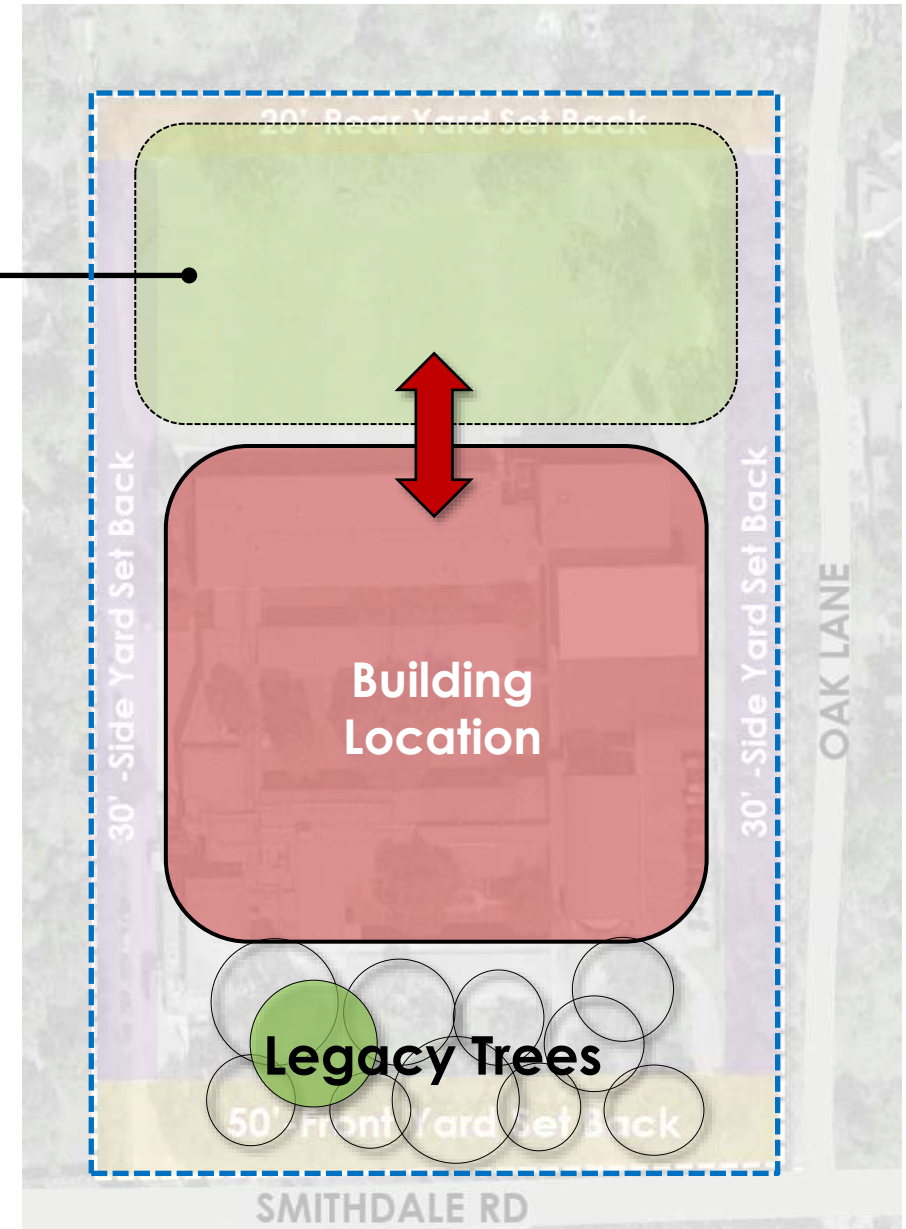 20' -Rear Yard Set Back
30' -Side Yard Set Back
30' -Side Yard Set Back
OAK LANE
Building
Location
Legacy Trees
50'-Front Yard Set Back
SMITHDALE RD